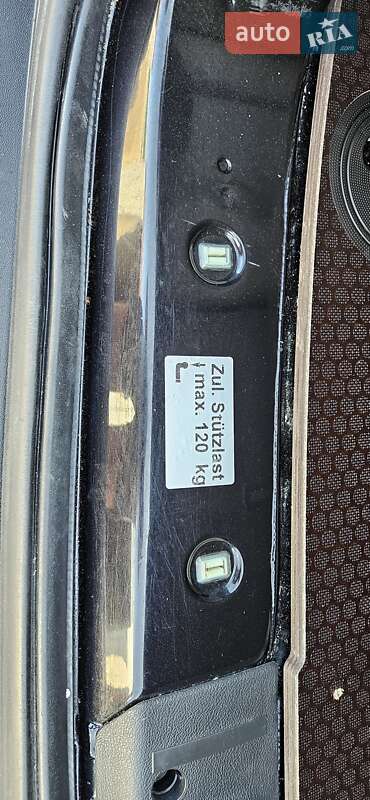 auto RIA
.com
Zul. Stützlast
max. 120 kg